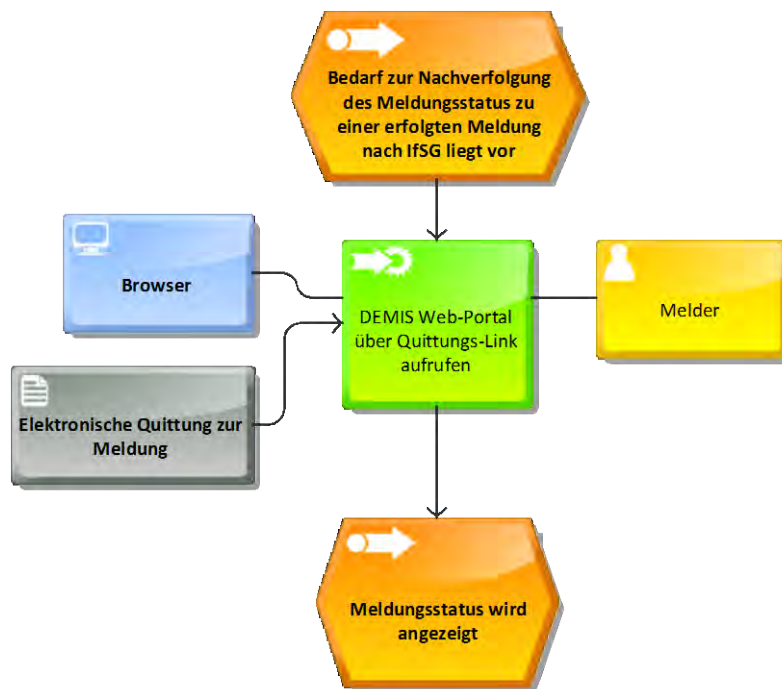 Bedarf zur Nachverfolgung
des Meldungsstatus zu
einer erfolgten Meldung
nach IfSG liegt vor
Browser
DEMIS Web-Portal
über Quittungs-Link
aufrufen
Melder
Elektronische Quittung zur
Meldung
Meldungsstatus wird
angezeigt